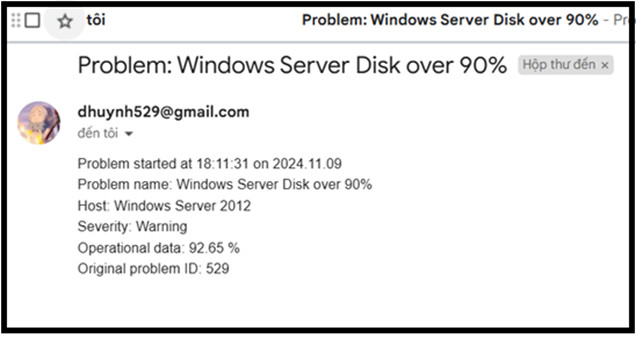 tôi Problem: Windows Server Disk over 90% -
Problem: Windows Server Disk over 90% Hộp thư đến ×
dhuynh529@gmail.com
đến tôi
Problem started at 18:11:31 on 2024.11.09
Problem name: Windows Server Disk over 90%
Host: Windows Server 2012
Severity: Warning
Operational data: 92.65 %
Original problem ID: 529